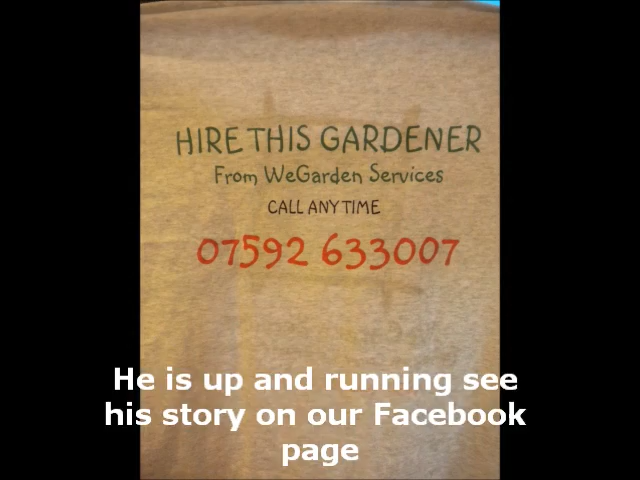 HIRE THIS GARDENER
From WeGarden Services
CALL ANYTIME
07592 633007
He is up and running see
his story on our Facebook
page